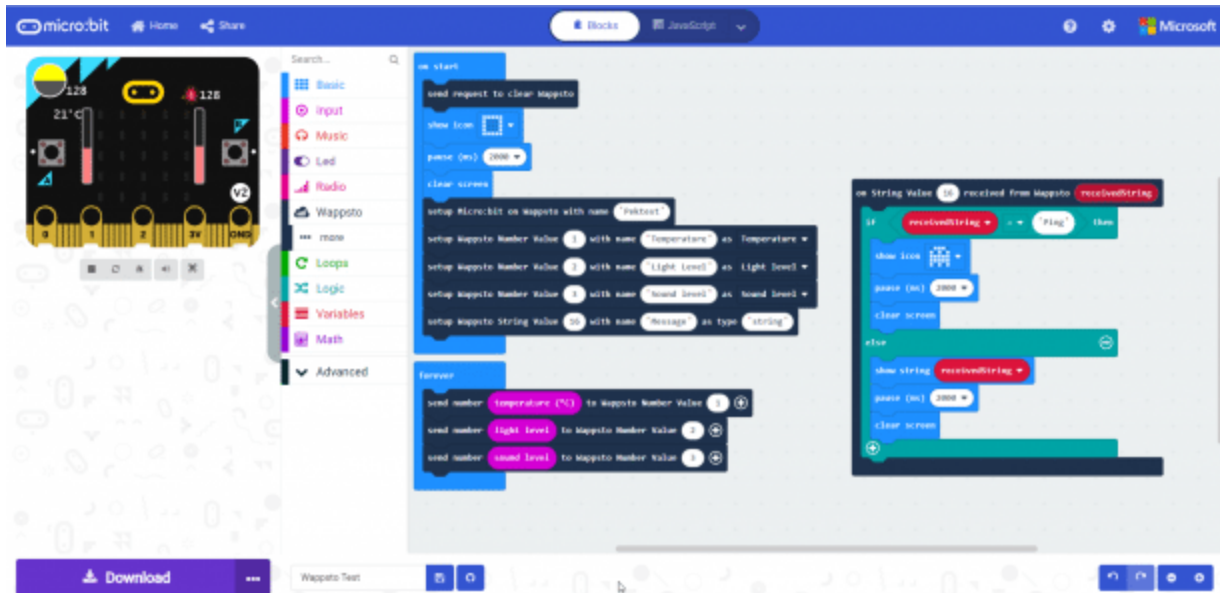 micro:bit
Home
Share
Blocks
JavaScript
Microsoft
128
128
21°C
V2
0 1 2 3V GND
Search...
Basic
Input
Music
Led
Radio
Wappsto
more
Loops
Logic
Variables
Math
Advanced
on start
send request to clear Wappsto
show icon
pause (ms) 2000
clear screen
setup Micro:bit on Wappsto with name
setup Wappsto Number Value 1 with name "Temperature" as Temperature
setup Wappsto Number Value 2 with name "Light Level" as Light level
setup Wappsto Number Value 3 with name "Sound level" as Sound level
setup Wappsto String Value 16 with name "Message" as type "string"
forever
send number temperature (°C) to Wappsto Number Value 1
send number light level to Wappsto Number Value 2
send number sound level to Wappsto Number Value 3
on String Value 16 received from Wappsto receivedString
if receivedString = "Ping" then
show icon
pause (ms) 2000
clear screen
else
show string receivedString
pause (ms) 2000
clear screen
Download
Wappsto Test